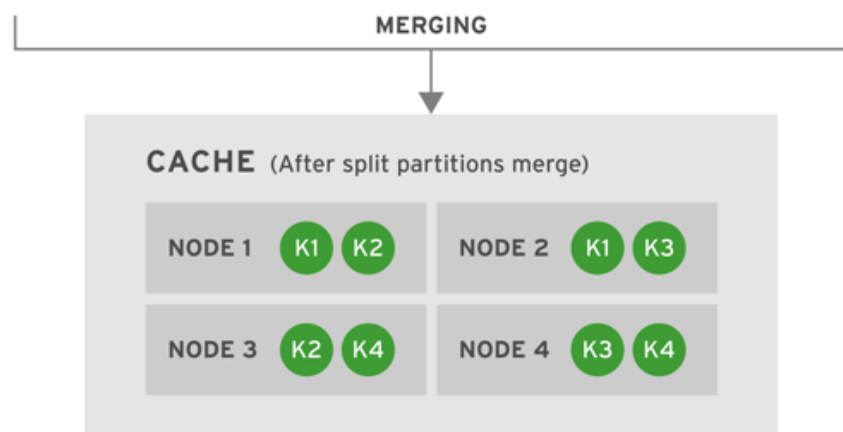 MERGING
CACHE (After split partitions merge)
NODE 1 K1 K2 NODE 2 K1 K3
NODE 3 K2 K4 NODE 4 K3 K4